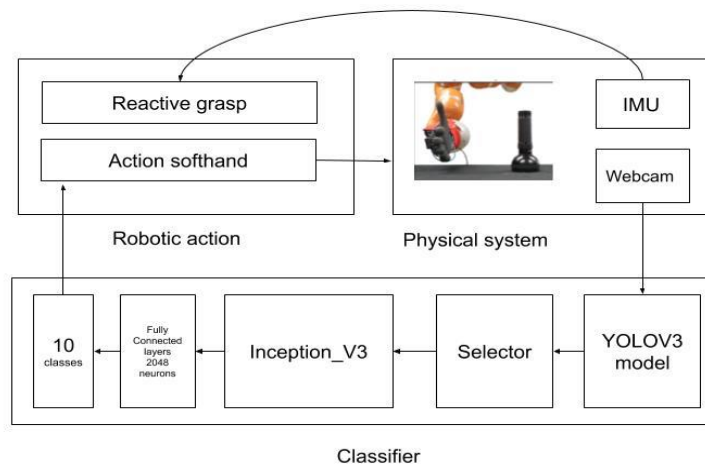 Reactive grasp
Action softhand
Robotic action
IMU
Webcam
Physical system
10
classes
Fully
Connected
layers
2048
neurons
Inception_V3
Selector
YOLOV3
model
Classifier